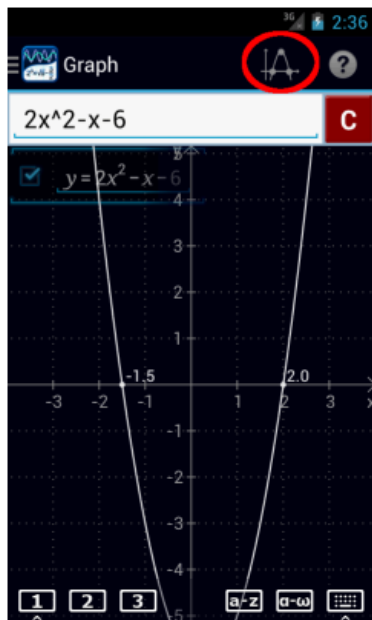 3G 2:36
Graph ?
2x^2-x-6 C
y=2x²-x-6
5
4
3
2
1
-1.5 2.0
-3 -2 -1 1 2 3 x
-1
-2
-3
-4
-5
1 2 3 a-z α-ω